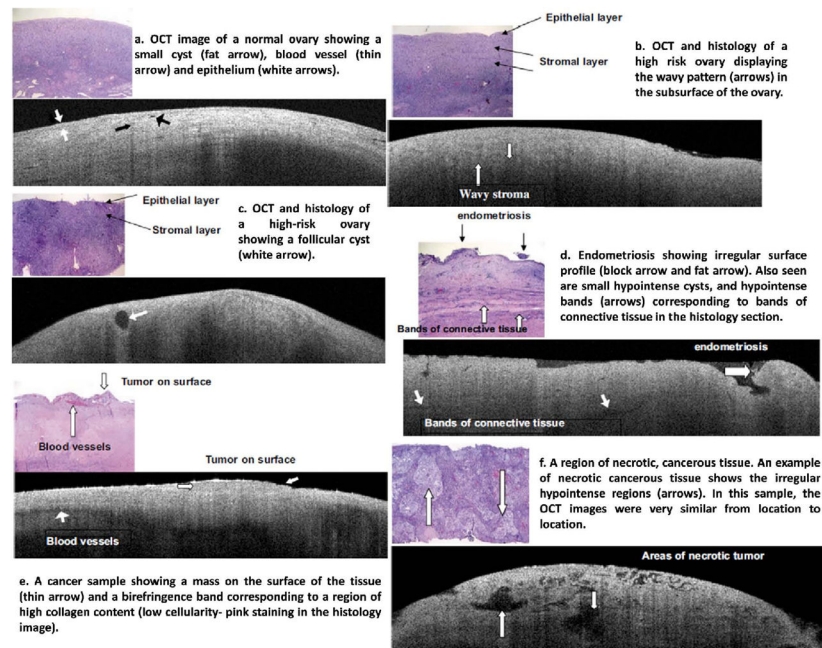 a. OCT image of a normal ovary showing a
small cyst (fat arrow), blood vessel (thin
arrow) and epithelium (white arrows).
Epithelial layer
Stromal layer
b. OCT and histology of a
high risk ovary displaying
the wavy pattern (arrows) in
the subsurface of the ovary.
Wavy stroma
Epithelial layer
Stromal layer
c. OCT and histology of
a high-risk ovary
showing a follicular cyst
(white arrow).
endometriosis
Bands of connective tissue
d. Endometriosis showing irregular surface
profile (block arrow and fat arrow). Also seen
are small hypointense cysts, and hypointense
bands (arrows) corresponding to bands of
connective tissue in the histology section.
endometriosis
Bands of connective tissue
Tumor on surface
Blood vessels
Tumor on surface
Blood vessels
e. A cancer sample showing a mass on the surface of the tissue
(thin arrow) and a birefringence band corresponding to a region of
high collagen content (low cellularity- pink staining in the histology
image).
f. A region of necrotic, cancerous tissue. An example
of necrotic cancerous tissue shows the irregular
hypointense regions (arrows). In this sample, the
OCT images were very similar from location to
location.
Areas of necrotic tumor